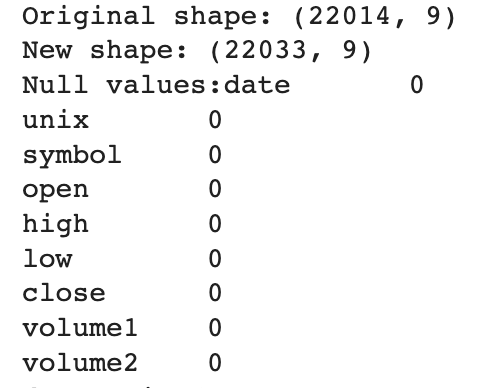 Original shape: (22014, 9)
New shape: (22033, 9)
Null values:date 0
unix 0
symbol 0
open 0
high 0
low 0
close 0
volume1 0
volume2 0